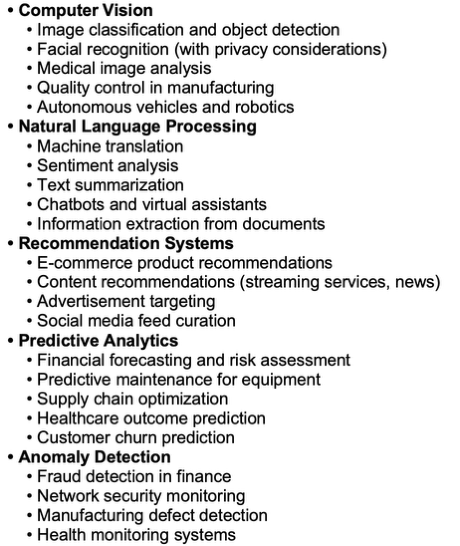 • Computer Vision
• Image classification and object detection
• Facial recognition (with privacy considerations)
• Medical image analysis
• Quality control in manufacturing
• Autonomous vehicles and robotics
• Natural Language Processing
• Machine translation
• Sentiment analysis
• Text summarization
• Chatbots and virtual assistants
• Information extraction from documents
• Recommendation Systems
• E-commerce product recommendations
• Content recommendations (streaming services, news)
• Advertisement targeting
• Social media feed curation
• Predictive Analytics
• Financial forecasting and risk assessment
• Predictive maintenance for equipment
• Supply chain optimization
• Healthcare outcome prediction
• Customer churn prediction
• Anomaly Detection
• Fraud detection in finance
• Network security monitoring
• Manufacturing defect detection
• Health monitoring systems